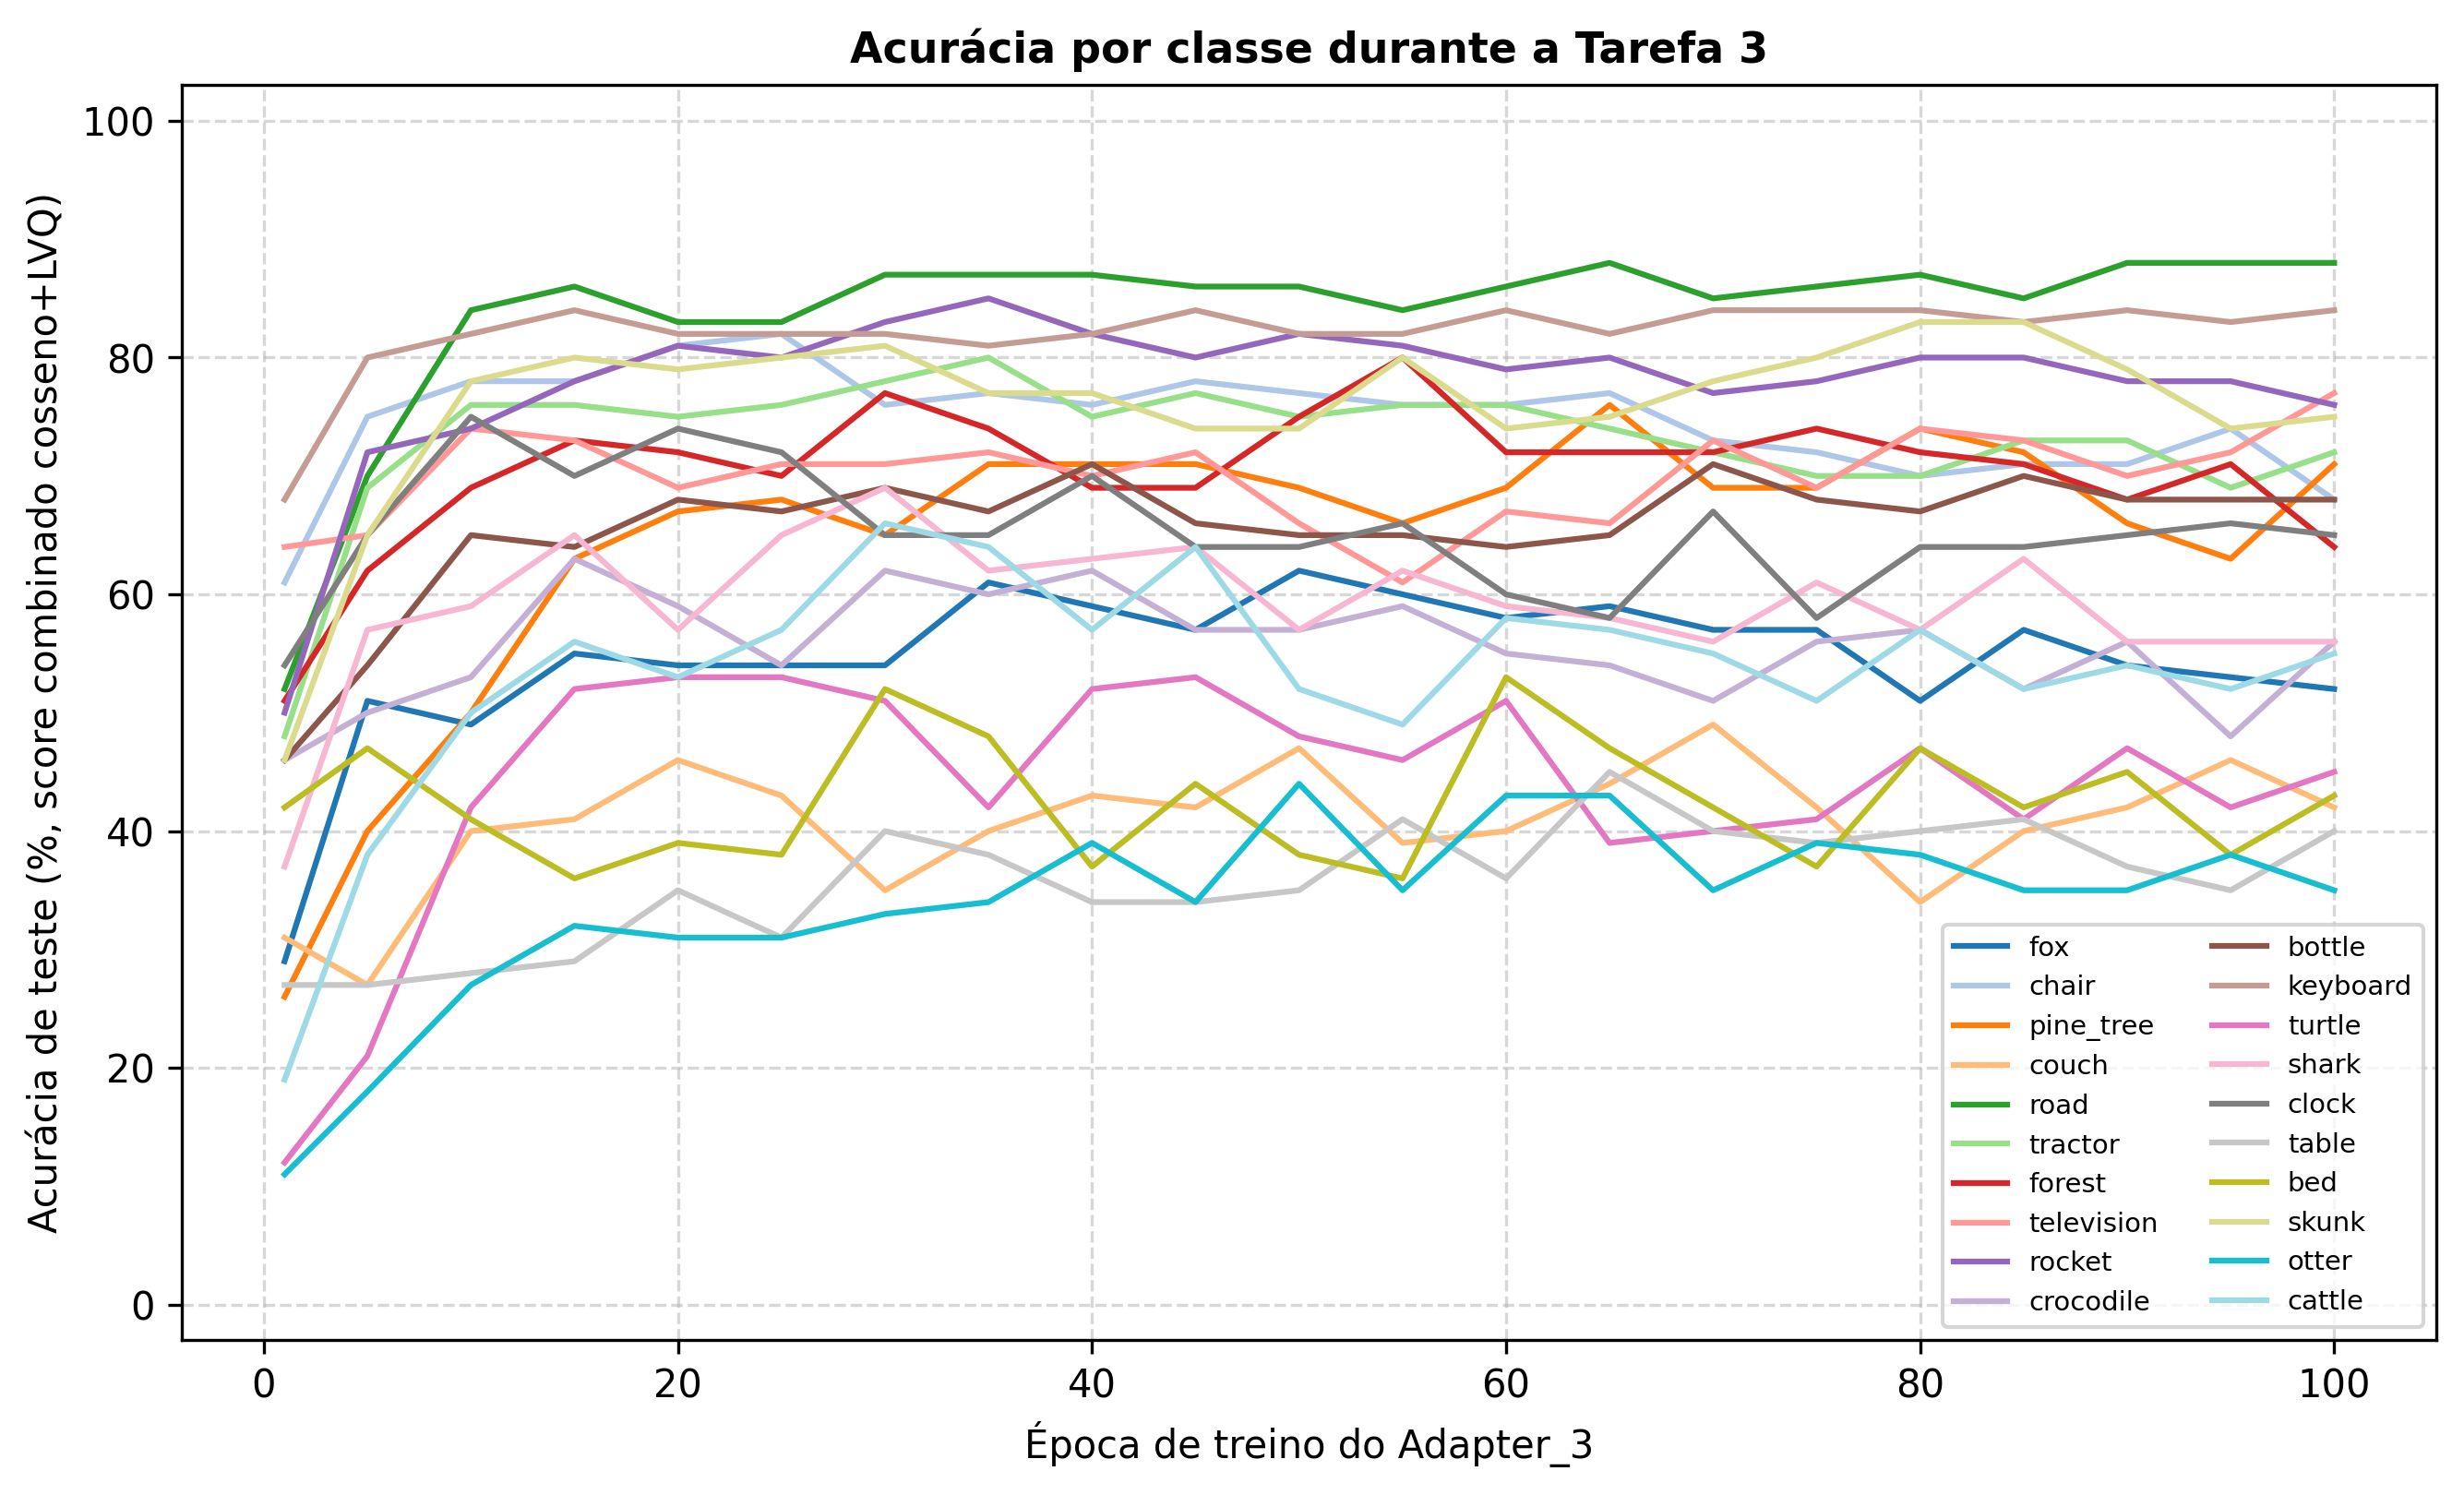 Acurácia por classe durante a Tarefa 3
Acurácia de teste (%, score combinado cosseno+LVQ)
100
80
60
40
20
0
0 20 40 60 80 100
Época de treino do Adapter_3
fox
chair
pine_tree
couch
road
tractor
forest
television
rocket
crocodile
bottle
keyboard
turtle
shark
clock
table
bed
skunk
otter
cattle